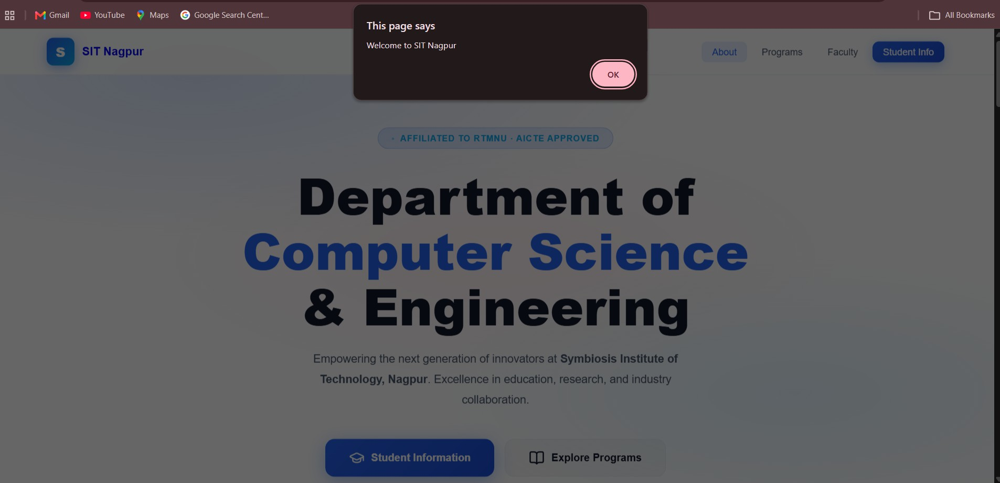 Gmail
YouTube
Maps
Google Search Cent...
All Bookmarks
This page says
Welcome to SIT Nagpur
OK
S
SIT Nagpur
About
Programs
Faculty
Student Info
AFFILIATED TO RTMNU · AICTE APPROVED
Department of
Computer Science
& Engineering
Empowering the next generation of innovators at Symbiosis Institute of
Technology, Nagpur. Excellence in education, research, and industry
collaboration.
Student Information
Explore Programs